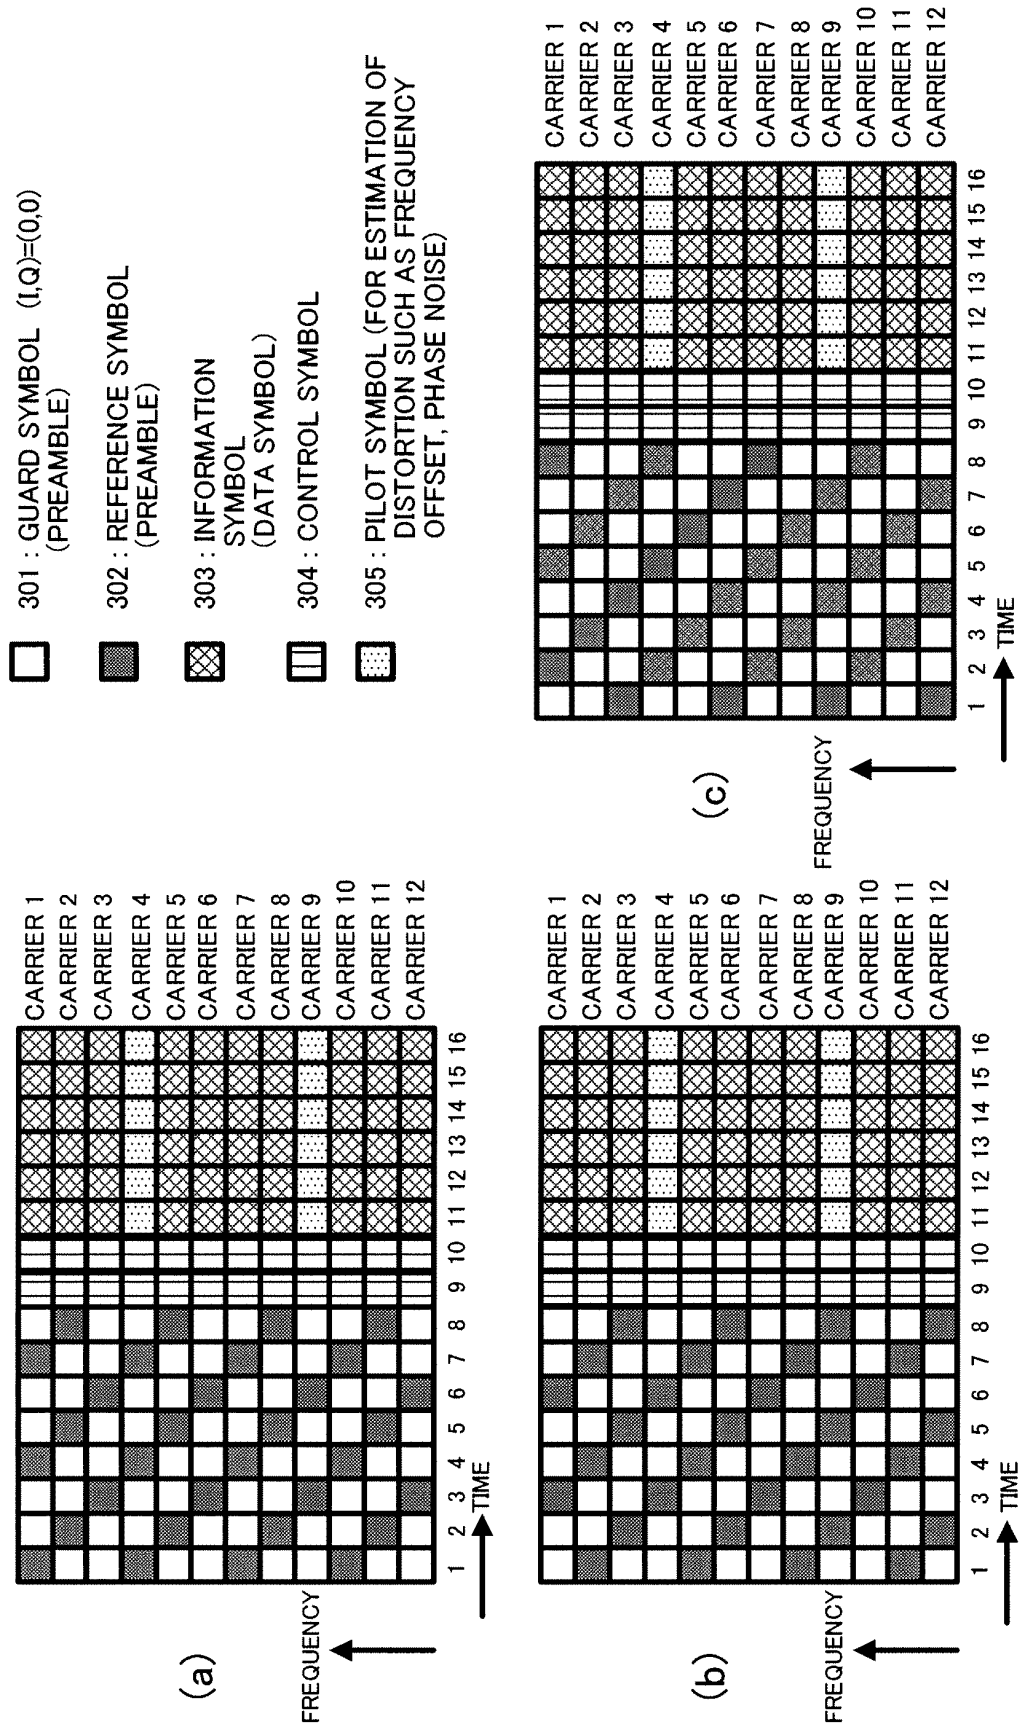 301 : GUARD SYMBOL (I,Q)=(0,0)
(PREAMBLE)
302 : REFERENCE SYMBOL
(PREAMBLE)
303 : INFORMATION
SYMBOL
(DATA SYMBOL)
304 : CONTROL SYMBOL
305 : PILOT SYMBOL (FOR ESTIMATION OF
DISTORTION SUCH AS FREQUENCY
OFFSET, PHASE NOISE)
(a)
CARRIER 1
CARRIER 2
CARRIER 3
CARRIER 4
CARRIER 5
CARRIER 6
CARRIER 7
CARRIER 8
CARRIER 9
CARRIER 10
CARRIER 11
CARRIER 12
FREQUENCY
1 2 3 4 5 6 7 8 9 10 11 12 13 14 15 16
TIME
(b)
CARRIER 1
CARRIER 2
CARRIER 3
CARRIER 4
CARRIER 5
CARRIER 6
CARRIER 7
CARRIER 8
CARRIER 9
CARRIER 10
CARRIER 11
CARRIER 12
FREQUENCY
1 2 3 4 5 6 7 8 9 10 11 12 13 14 15 16
TIME
(c)
CARRIER 1
CARRIER 2
CARRIER 3
CARRIER 4
CARRIER 5
CARRIER 6
CARRIER 7
CARRIER 8
CARRIER 9
CARRIER 10
CARRIER 11
CARRIER 12
FREQUENCY
1 2 3 4 5 6 7 8 9 10 11 12 13 14 15 16
TIME